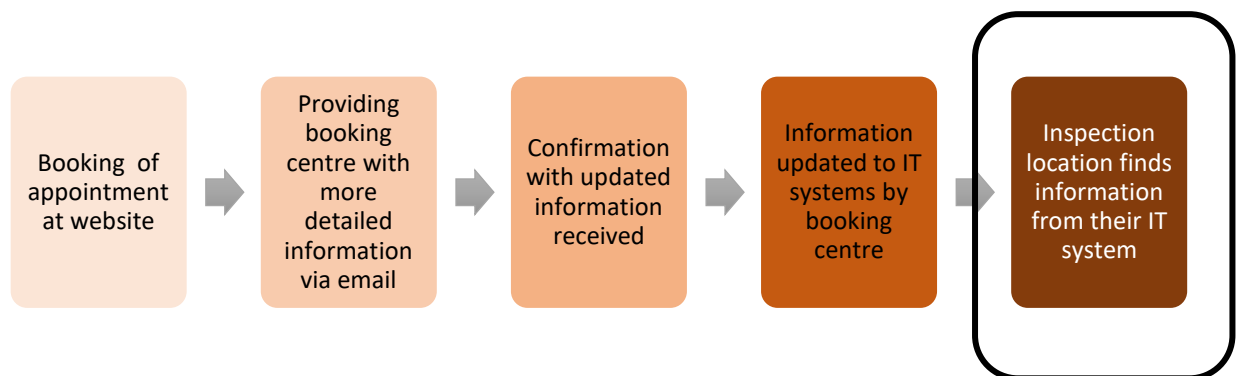 Booking of
appointment
at website
Providing
booking
centre with
more
detailed
information
via email
Confirmation
with updated
information
received
Information
updated to IT
systems by
booking
centre
Inspection
location finds
information
from their IT
system